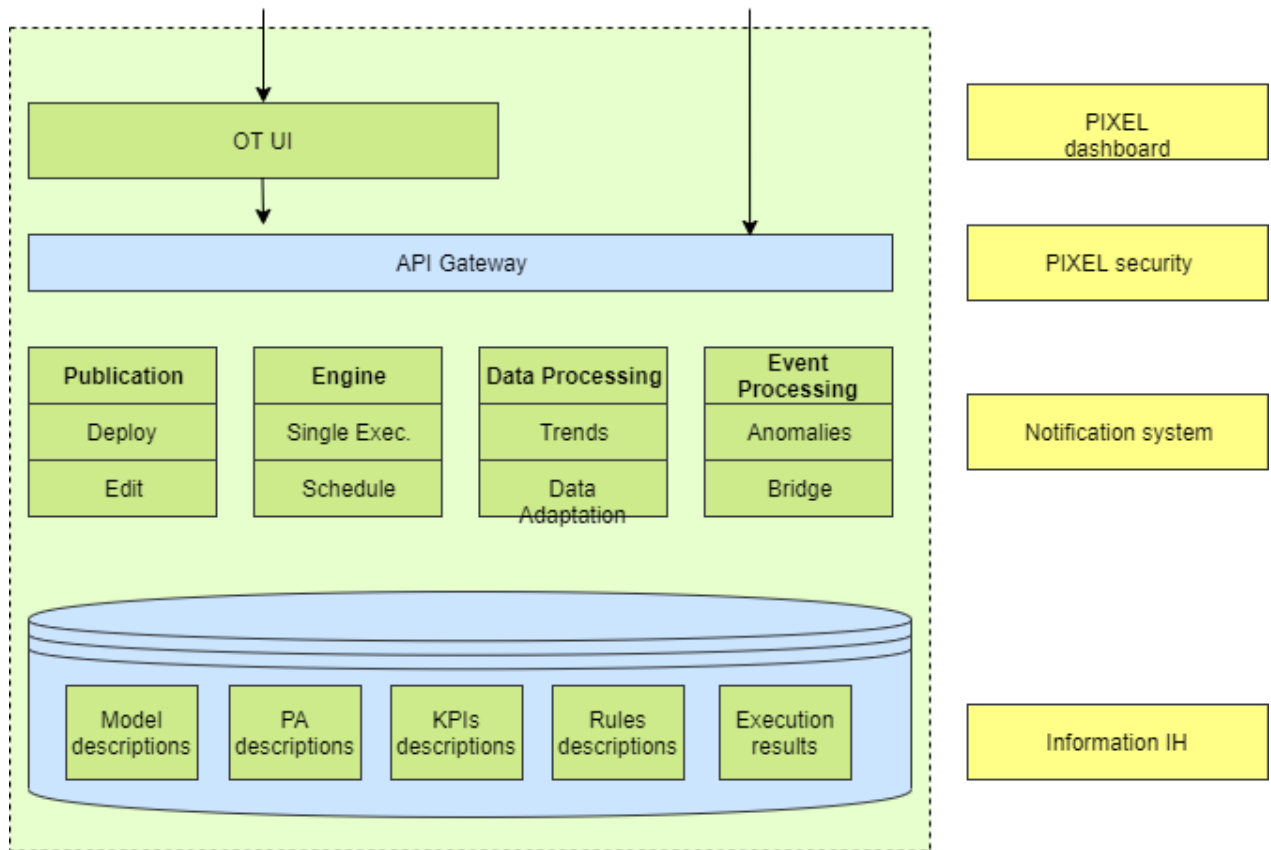 OT UI
PIXEL
dashboard
API Gateway
PIXEL security
Publication
Engine
Data Processing
Event
Processing
Deploy
Single Exec.
Trends
Anomalies
Notification system
Edit
Schedule
Data
Adaptation
Bridge
Model
descriptions
PA
descriptions
KPIs
descriptions
Rules
descriptions
Execution
results
Information IH